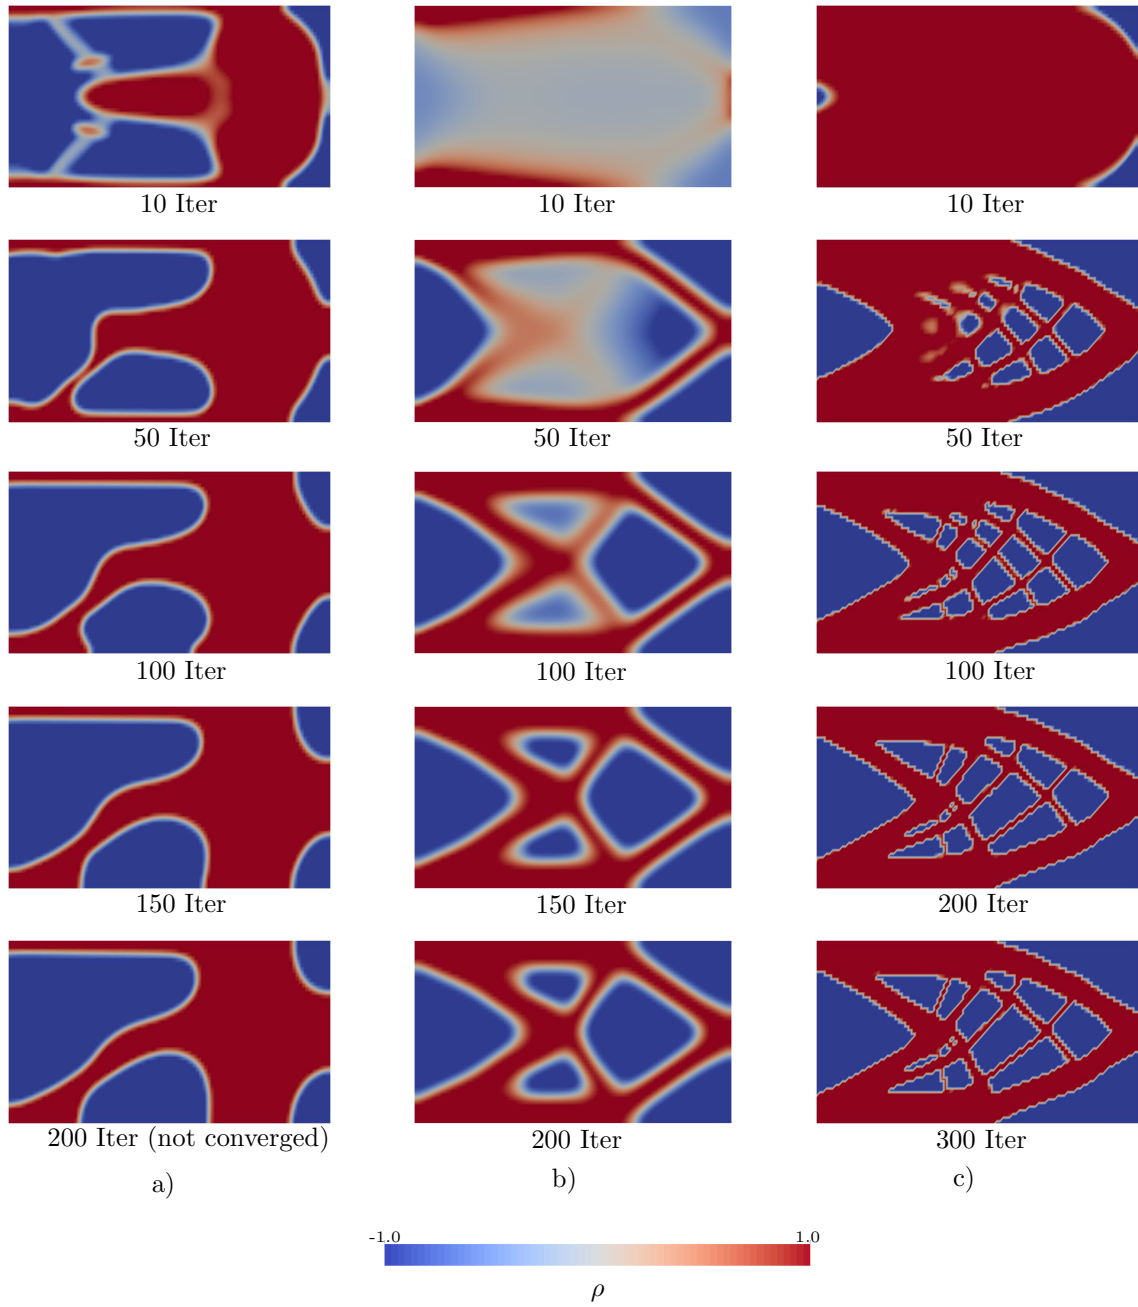 10 Iter 10 Iter 10 Iter
50 Iter 50 Iter 50 Iter
100 Iter 100 Iter 100 Iter
150 Iter 150 Iter 200 Iter
200 Iter (not converged) 200 Iter 300 Iter
a) b) c)
-1.0 1.0
ρ